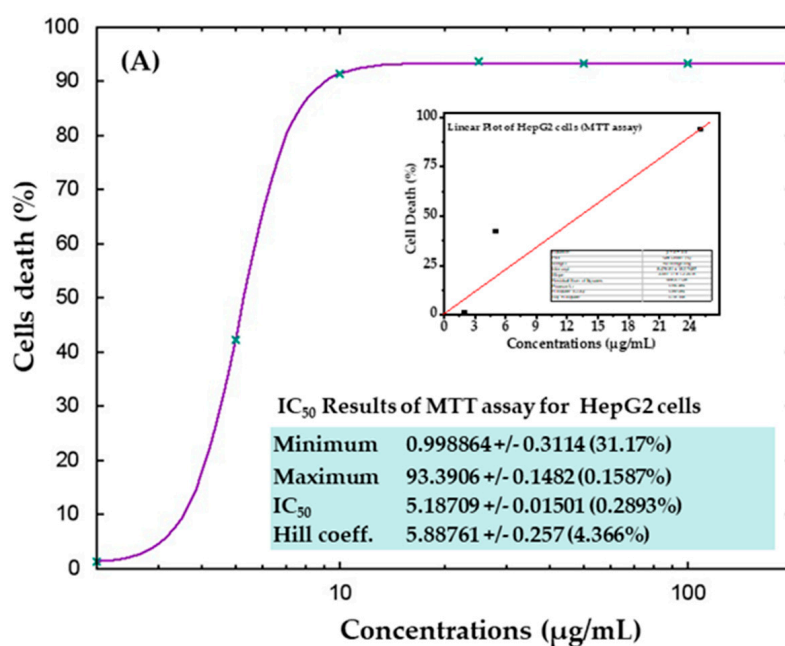 (A)
100
90
80
70
60
50
40
30
20
10
0
Cells death (%)
10
100
Concentrations (µg/mL)
Linear Plot of HepG2 cells (MTT assay)
100
75
50
25
0
Cell Death (%)
0 3 6 9 12 15 18 21 24
Concentrations (µg/mL)
IC₅₀ Results of MTT assay for HepG2 cells
Minimum 0.998864 +/- 0.3114 (31.17%)
Maximum 93.3906 +/- 0.1482 (0.1587%)
IC₅₀ 5.18709 +/- 0.01501 (0.2893%)
Hill coeff. 5.88761 +/- 0.257 (4.366%)